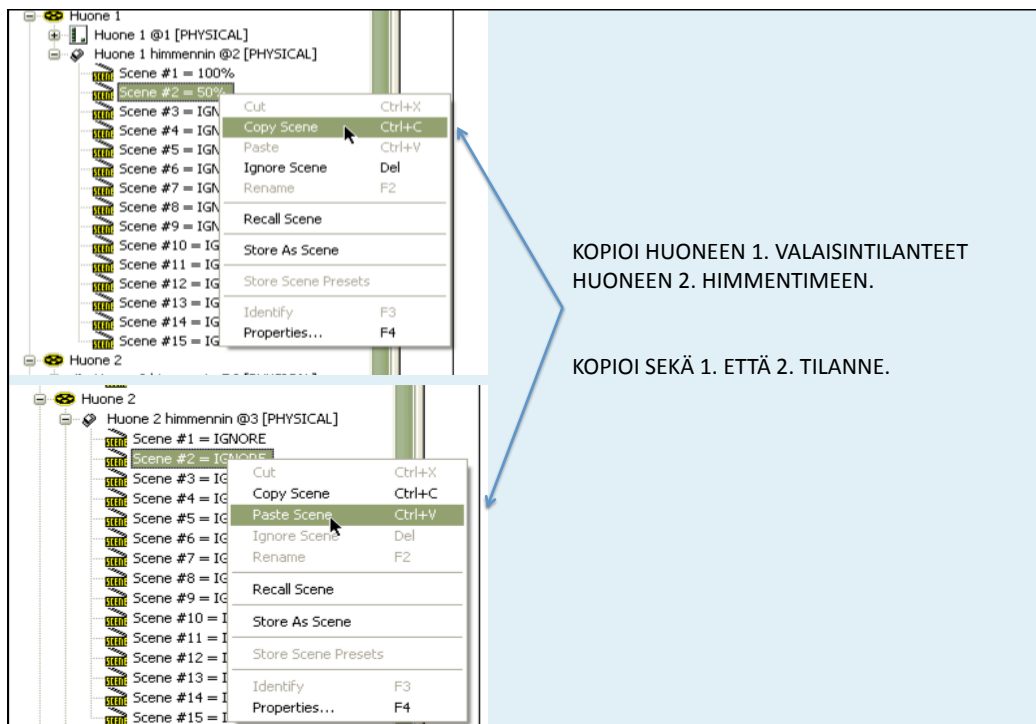 Huone 1
Huone 1 @1 [PHYSICAL]
Huone 1 himmennin @2 [PHYSICAL]
Scene #1 = 100%
Scene #2 = 50%
Scene #3 = IGN
Scene #4 = IGN
Scene #5 = IGN
Scene #6 = IGN
Scene #7 = IGN
Scene #8 = IGN
Scene #9 = IGN
Scene #10 = IG
Scene #11 = IG
Scene #12 = IG
Scene #13 = IG
Scene #14 = IG
Scene #15 = IG
Huone 2
Cut Ctrl+X
Copy Scene Ctrl+C
Paste Ctrl+V
Ignore Scene Del
Rename F2
Recall Scene
Store As Scene
Store Scene Presets
Identify F3
Properties... F4
Huone 2
Huone 2 himmennin @3 [PHYSICAL]
Scene #1 = IGNORE
Scene #2 = IGNORE
Scene #3 = IG
Scene #4 = IG
Scene #5 = IG
Scene #6 = IG
Scene #7 = IG
Scene #8 = IG
Scene #9 = IG
Scene #10 = I
Scene #11 = I
Scene #12 = I
Scene #13 = I
Scene #14 = I
Scene #15 = I
Cut Ctrl+X
Copy Scene Ctrl+C
Paste Scene Ctrl+V
Ignore Scene Del
Rename F2
Recall Scene
Store As Scene
Store Scene Presets
Identify F3
Properties... F4
KOPIOI HUONEEN 1. VALAISINTILANTEET
HUONEEN 2. HIMMENTIMEEN.
KOPIOI SEKÄ 1. ETTÄ 2. TILANNE.